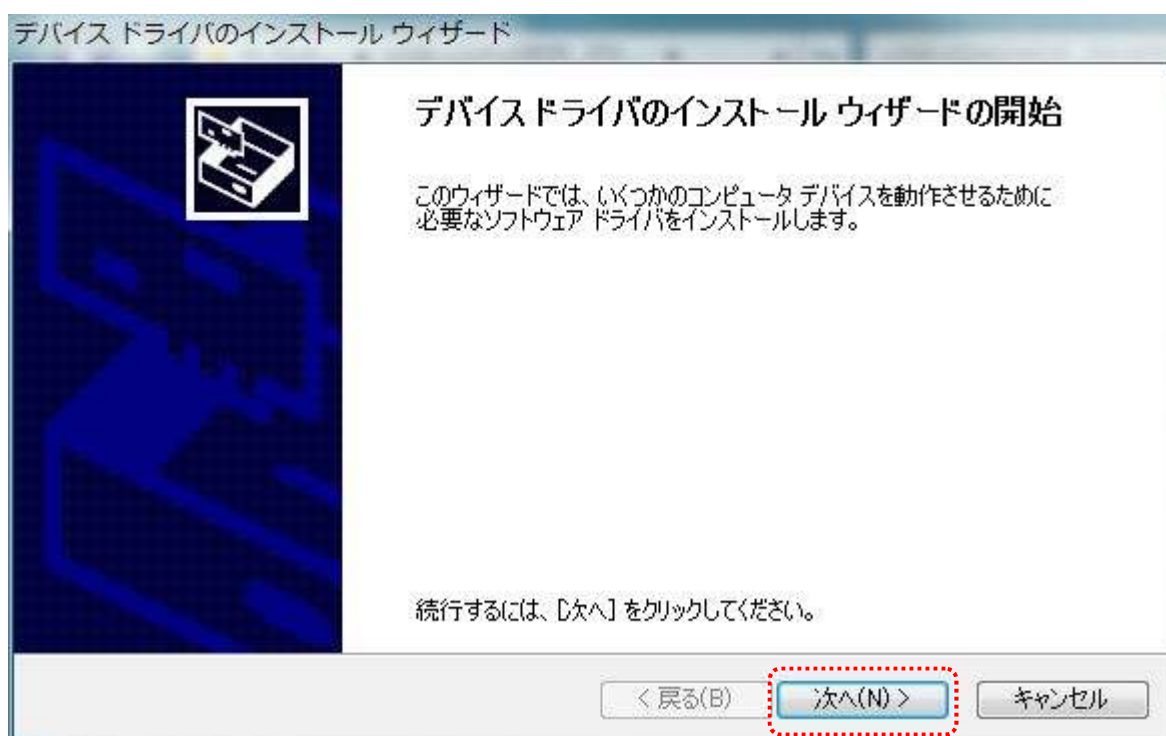 デバイス ドライバのインストール ウィザード
デバイス ドライバのインストール ウィザードの開始
このウィザードでは、いくつかのコンピュータ デバイスを動作させるために
必要なソフトウェア ドライバをインストールします。
続行するには、[次へ] をクリックしてください。
< 戻る(B)
次へ(N) >
キャンセル